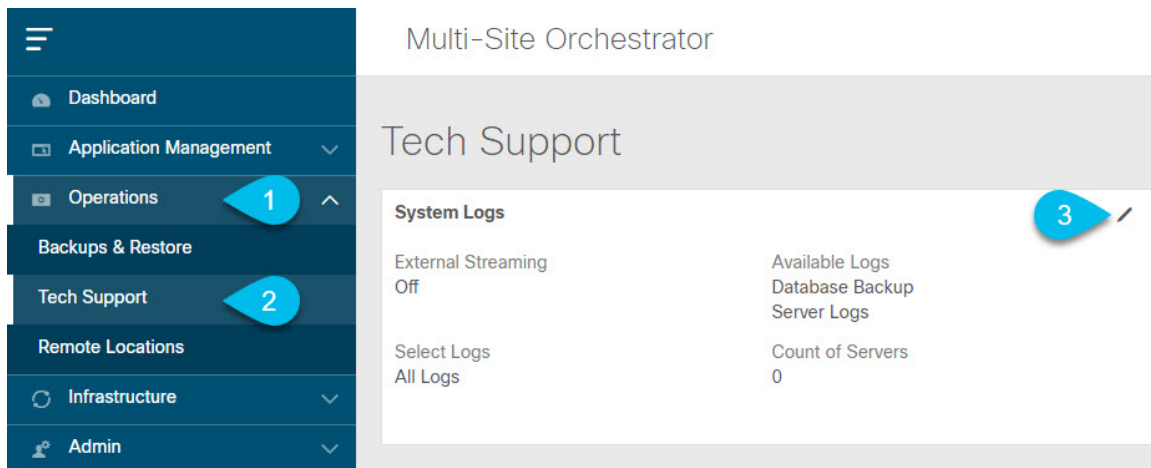 Multi-Site Orchestrator
Dashboard
Application Management
Operations
1
Backups & Restore
Tech Support
2
Remote Locations
Infrastructure
Admin
Tech Support
System Logs
3
External Streaming
Off
Available Logs
Database Backup
Server Logs
Select Logs
All Logs
Count of Servers
0